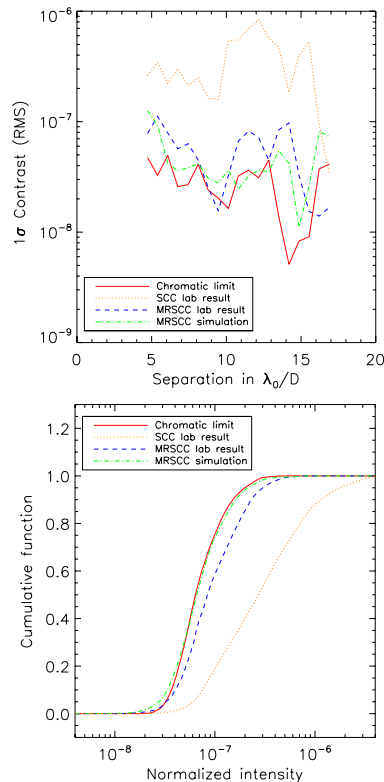 10⁻⁶
10⁻⁷
10⁻⁸
10⁻⁹
1σ Contrast (RMS)
Chromatic limit
SCC lab result
MRSCC lab result
MRSCC simulation
0 5 10 15 20
Separation in λ₀/D
1.2
1.0
0.8
0.6
0.4
0.2
0.0
Cumulative function
Chromatic limit
SCC lab result
MRSCC lab result
MRSCC simulation
10⁻⁸ 10⁻⁷ 10⁻⁶
Normalized intensity